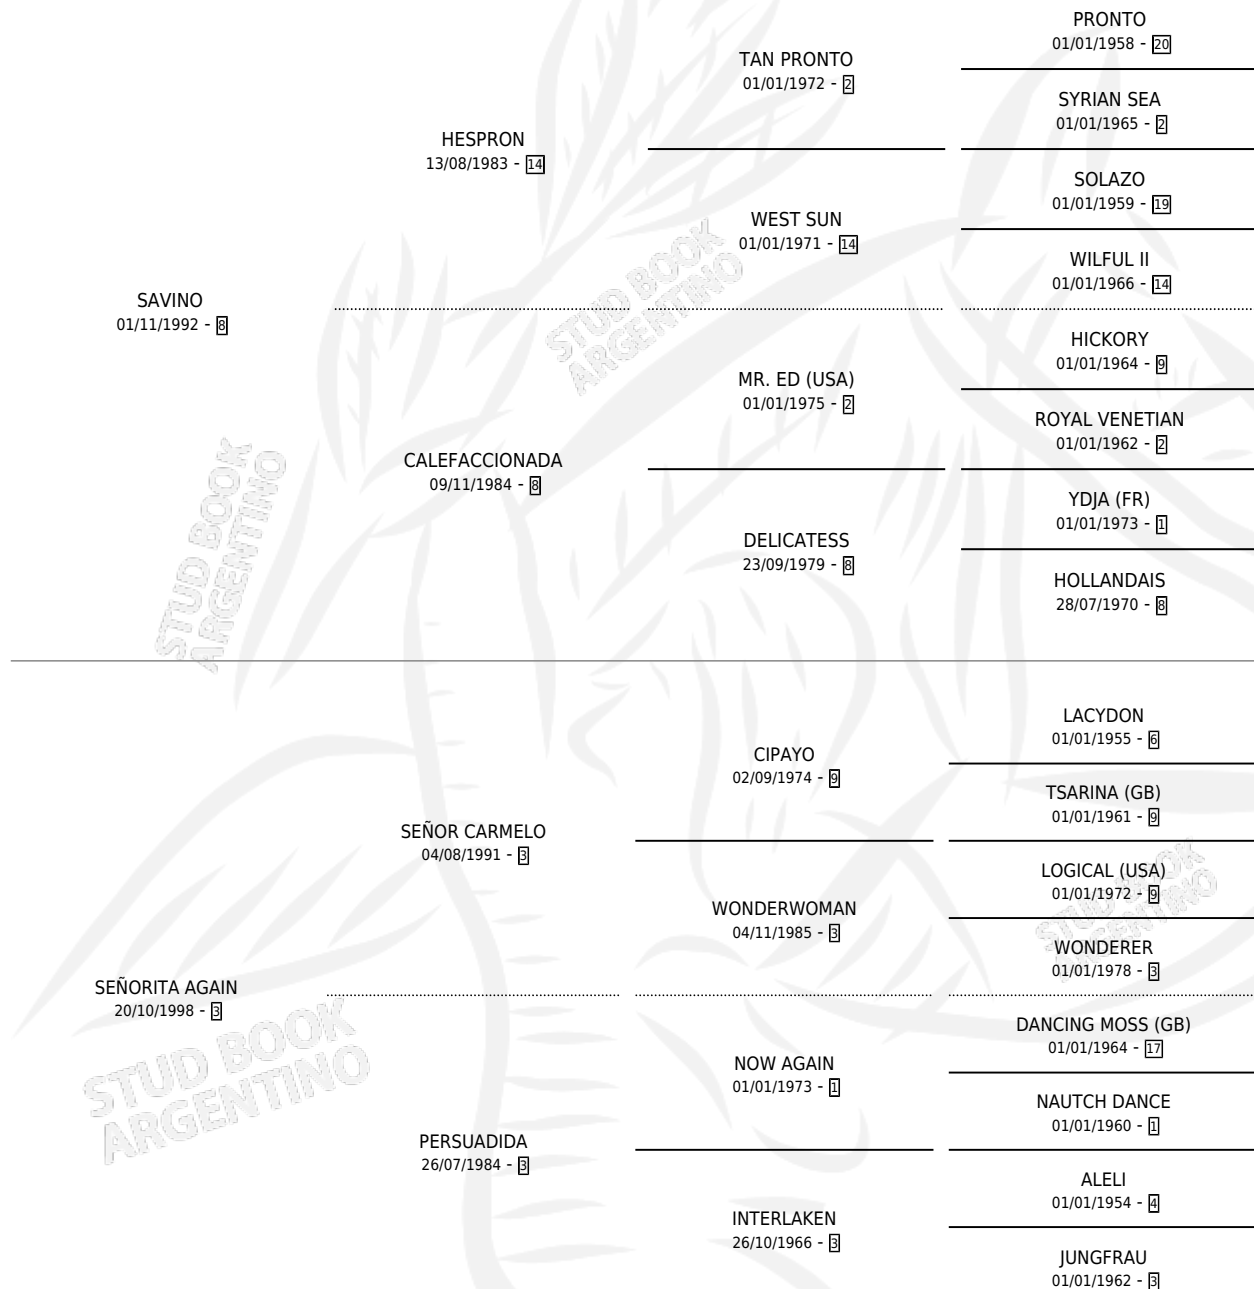 PRONTO
01/01/1958 - 20
TAN PRONTO
01/01/1972 - 2
SYRIAN SEA
01/01/1965 - 2
HESPRON
13/08/1983 - 14
SOLAZO
01/01/1959 - 19
WEST SUN
01/01/1971 - 14
WILFUL II
01/01/1966 - 14
SAVINO
01/11/1992 - 8
HICKORY
01/01/1964 - 9
MR. ED (USA)
01/01/1975 - 2
ROYAL VENETIAN
01/01/1962 - 2
CALEFACCIONADA
09/11/1984 - 8
YDJA (FR)
01/01/1973 - 1
DELICATESS
23/09/1979 - 8
HOLLANDAIS
28/07/1970 - 8
LACYDON
01/01/1955 - 6
CIPAYO
02/09/1974 - 9
TSARINA (GB)
01/01/1961 - 9
SEÑOR CARMELO
04/08/1991 - 3
LOGICAL (USA)
01/01/1972 - 9
WONDERWOMAN
04/11/1985 - 3
WONDERER
01/01/1978 - 3
SEÑORITA AGAIN
20/10/1998 - 3
DANCING MOSS (GB)
01/01/1964 - 17
NOW AGAIN
01/01/1973 - 1
NAUTCH DANCE
01/01/1960 - 1
PERSUADIDA
26/07/1984 - 3
ALELI
01/01/1954 - 4
INTERLAKEN
26/10/1966 - 3
JUNGFRAU
01/01/1962 - 3
STUD BOOK
ARGENTINO
STUD BOOK
ARGENTINO
STUD BOOK
ARGENTINO
STUD BOOK
ARGENTINO